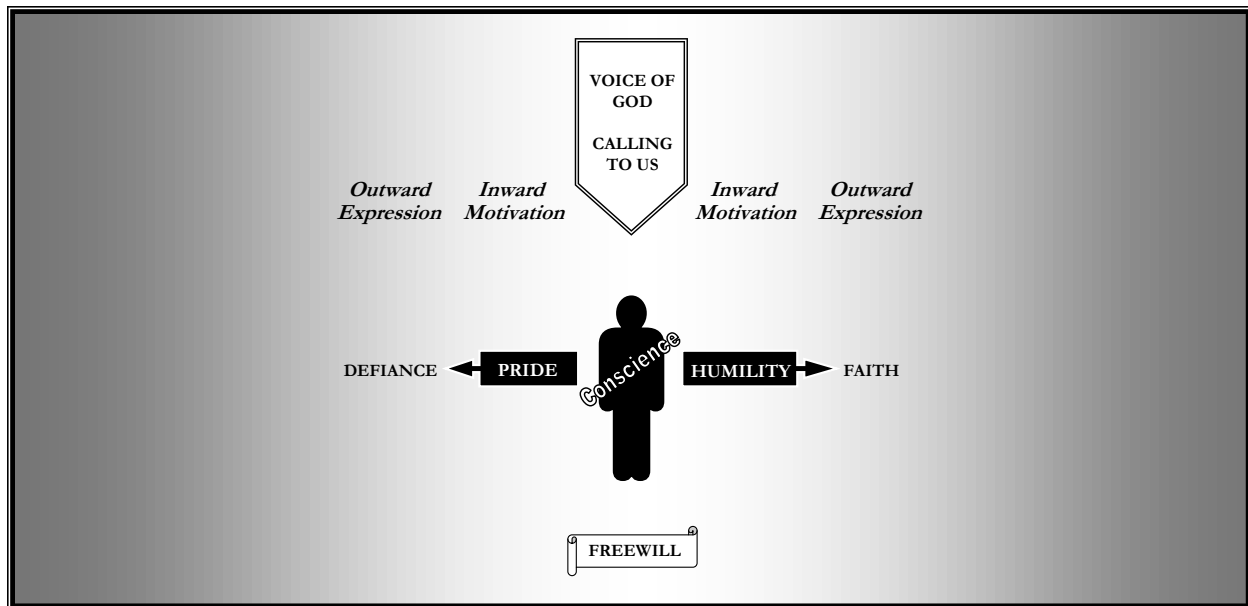 VOICE OF
GOD
CALLING
TO US
Outward
Expression
Inward
Motivation
Inward
Motivation
Outward
Expression
DEFIANCE
PRIDE
Conscience
HUMILITY
FAITH
FREEWILL